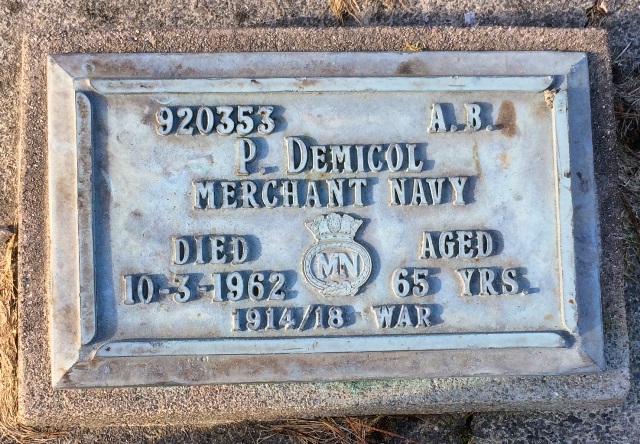 920353 A.B.
P. DEMICOL
MERCHANT NAVY
DIED AGED
MN
10-3-1962 65 YRS.
1914/18 WAR